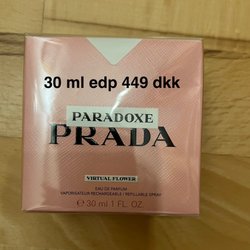 30 ml edp 449 dkk
PARADOXE
PRADA
VIRTUAL FLOWER
EAU DE PARFUM
VAPORISATEUR RECHARGEABLE / REFILLABLE SPRAY
℮ 30 ml 1 FL. OZ